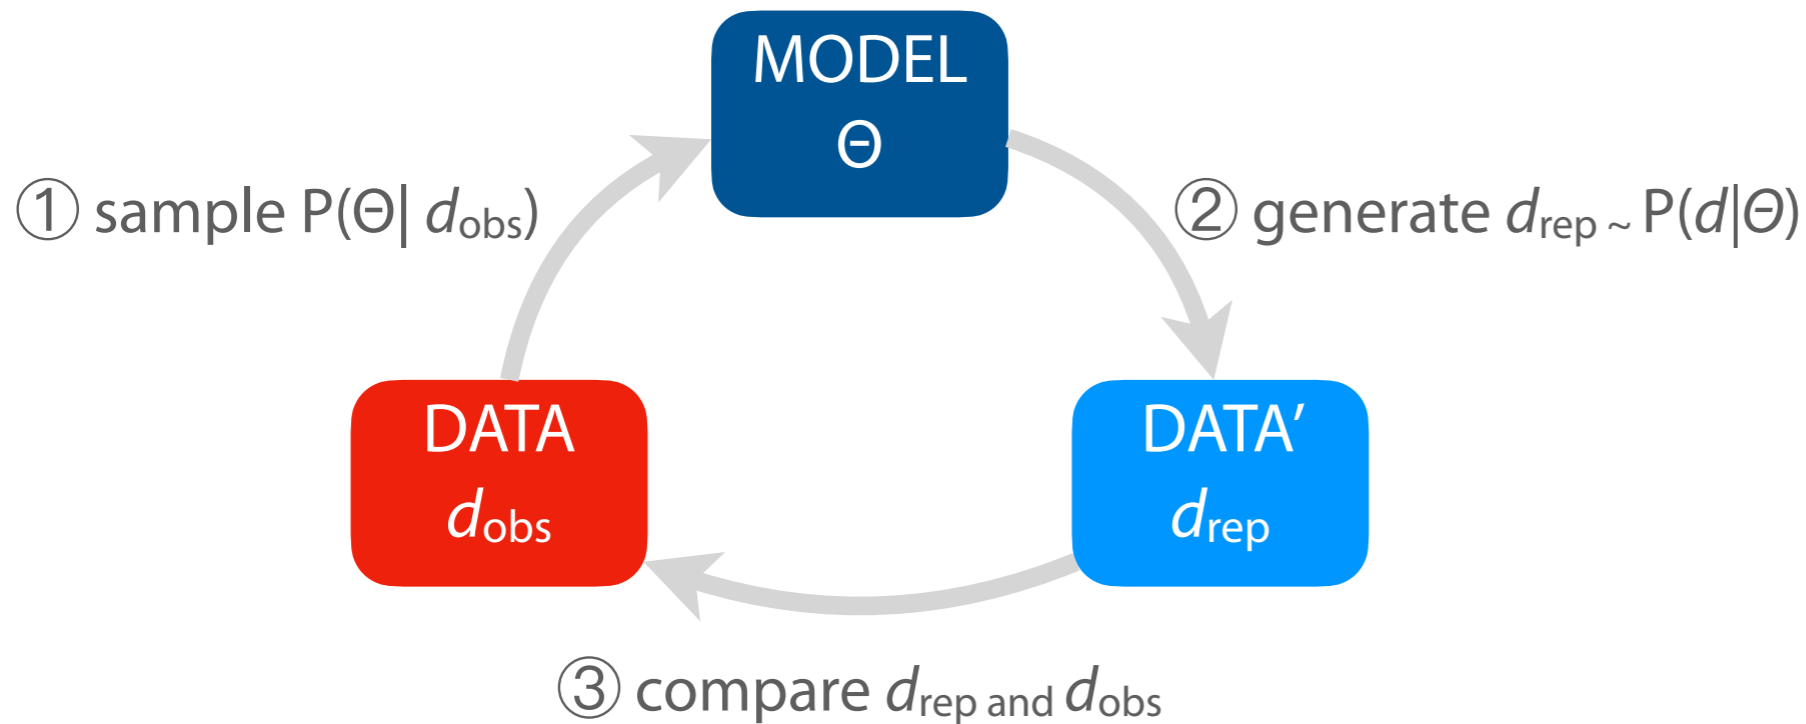 MODEL
Θ
① sample P(Θ| dobs)
② generate drep ~ P(d|Θ)
DATA
dobs
DATA’
drep
③ compare drep and dobs